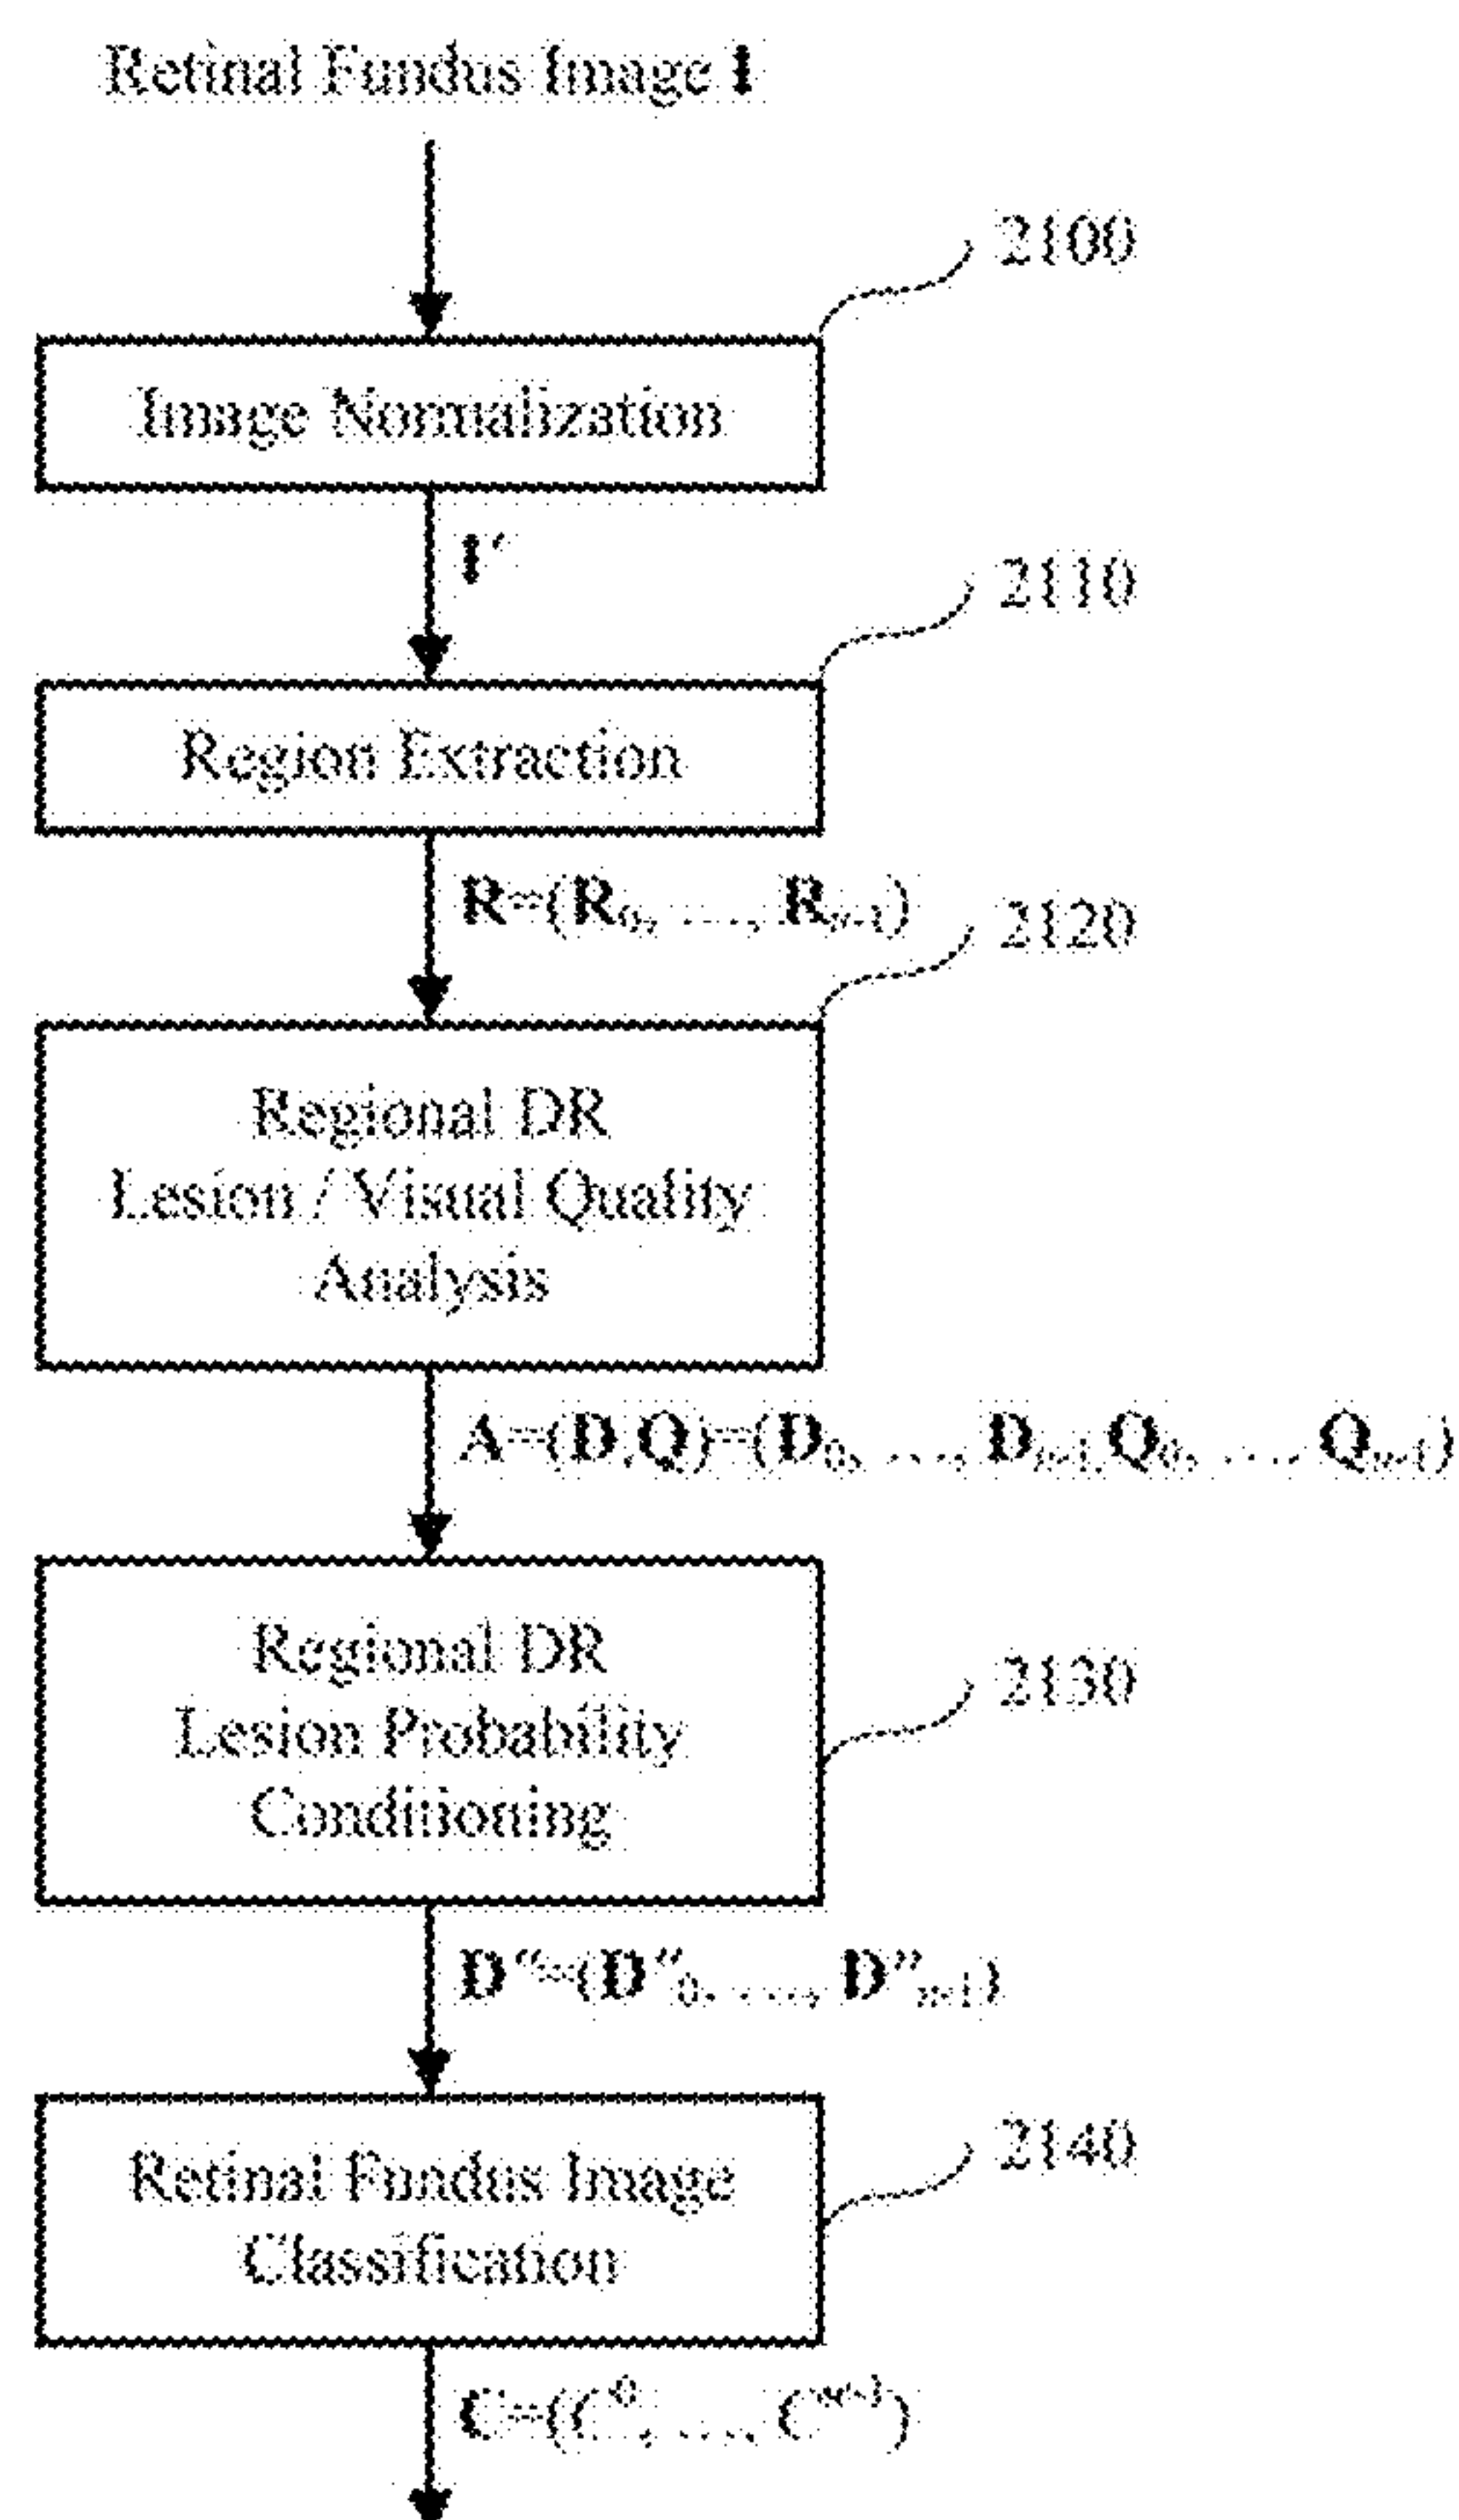 Retinal Fundus Image I
2100
Image Normalization
I′
2110
Region Extraction
R=(R₀, ..., Rₙ₋₁)
2120
Regional DR
Lesion / Visual Quality
Analysis
A=(D,Q)=(D₀, ..., Dₙ₋₁,Q₀, ..., Qₙ₋₁)
Regional DR
2130
Lesion Probability
Conditioning
D″=(D″₀, ..., D″ₙ₋₁)
2140
Retinal Fundus Image
Classification
C=(C⁰, ...,